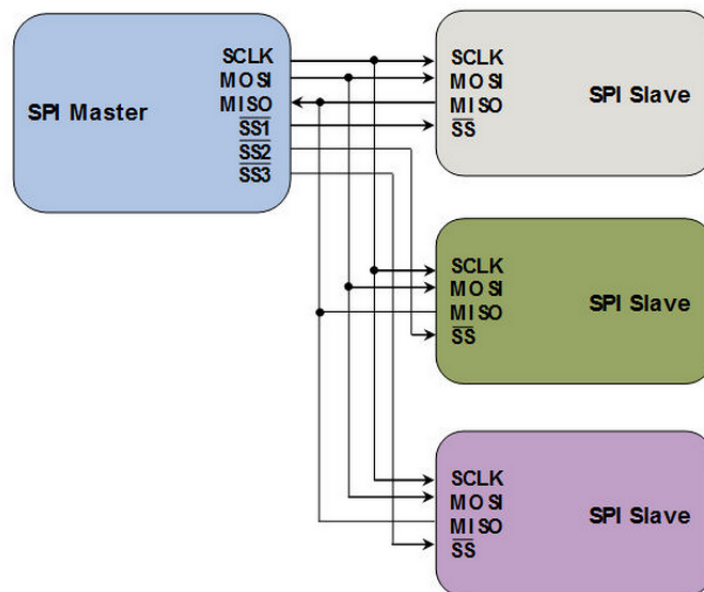 SPI Master
SCLK
MOSI
MISO
SS1
SS2
SS3
SCLK
MOSI
MISO
SS
SPI Slave
SCLK
MOSI
MISO
SS
SPI Slave
SCLK
MOSI
MISO
SS
SPI Slave